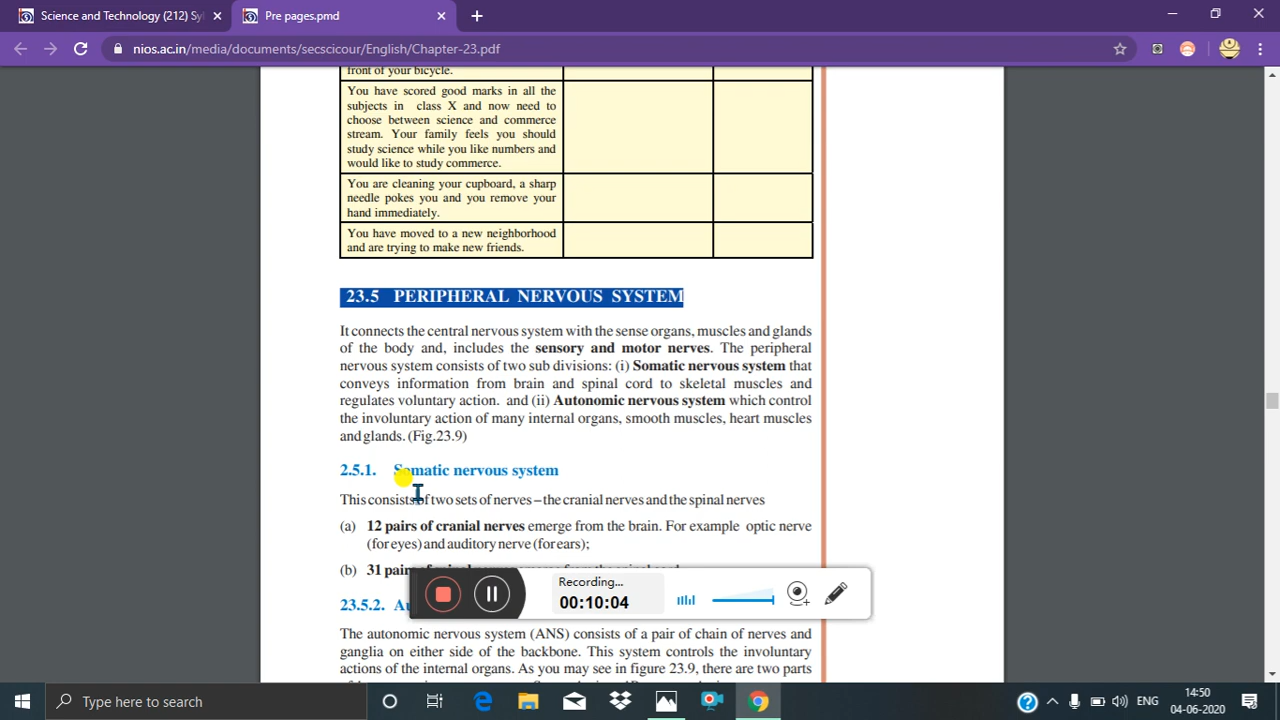 Science and Technology (212) Sy
Pre pages.pmd
nios.ac.in/media/documents/secscicour/English/Chapter-23.pdf
front of your bicycle.
You have scored good marks in all the
subjects in class X and now need to
choose between science and commerce
stream. Your family feels you should
study science while you like numbers and
would like to study commerce.
You are cleaning your cupboard, a sharp
needle pokes you and you remove your
hand immediately.
You have moved to a new neighborhood
and are trying to make new friends.
23.5 PERIPHERAL NERVOUS SYSTEM
It connects the central nervous system with the sense organs, muscles and glands
of the body and, includes the sensory and motor nerves. The peripheral
nervous system consists of two sub divisions: (i) Somatic nervous system that
conveys information from brain and spinal cord to skeletal muscles and
regulates voluntary action. and (ii) Autonomic nervous system which control
the involuntary action of many internal organs, smooth muscles, heart muscles
and glands. (Fig.23.9)
2.5.1. Somatic nervous system
This consists of two sets of nerves – the cranial nerves and the spinal nerves
(a) 12 pairs of cranial nerves emerge from the brain. For example optic nerve
(for eyes) and auditory nerve (for ears);
(b) 31 pair
Recording...
00:10:04
23.5.2. Au
The autonomic nervous system (ANS) consists of a pair of chain of nerves and
ganglia on either side of the backbone. This system controls the involuntary
actions of the internal organs. As you may see in figure 23.9, there are two parts
Type here to search
ENG
14:50
04-06-2020